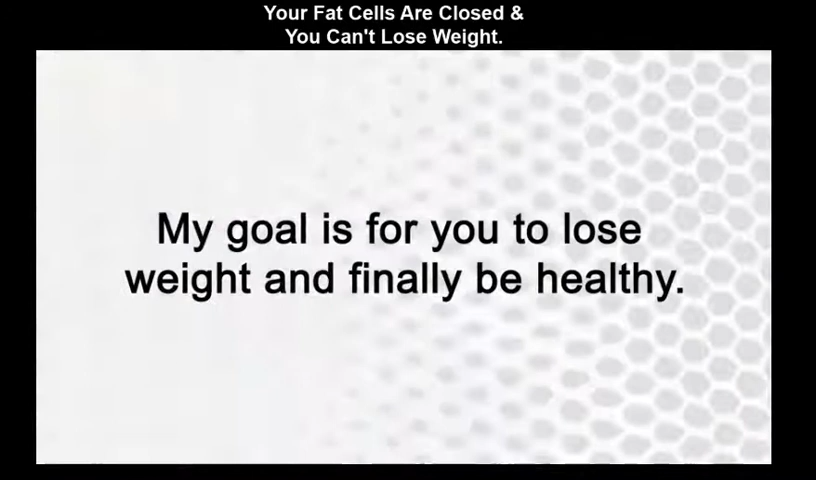 Your Fat Cells Are Closed &
You Can't Lose Weight.
My goal is for you to lose
weight and finally be healthy.